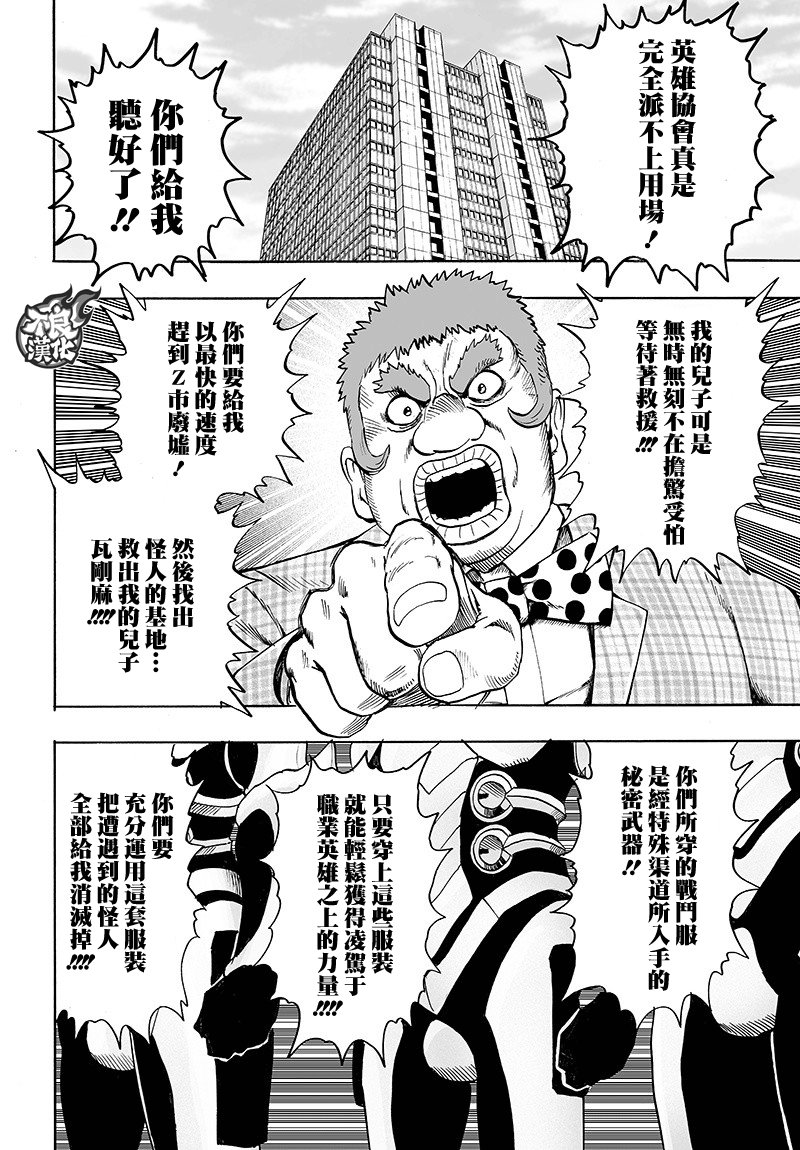 英雄協會真是
完全派不上用場！
你們給我
聽好了!!
我的兒子可是
無時無刻不在擔驚受怕
等待著救援!!!
你們要給我
以最快的速度
趕到Z市廢墟！
然後找出
怪人的基地…
救出我的兒子
瓦剛麻!!!!
你們所穿的戰鬥服
是經特殊渠道所入手的
秘密武器!!
只要穿上這些服裝
就能輕鬆獲得凌駕于
職業英雄之上的力量!!!!
你們要
充分運用這套服裝
把遭遇到的怪人
全部給我消滅掉!!!!
漢化